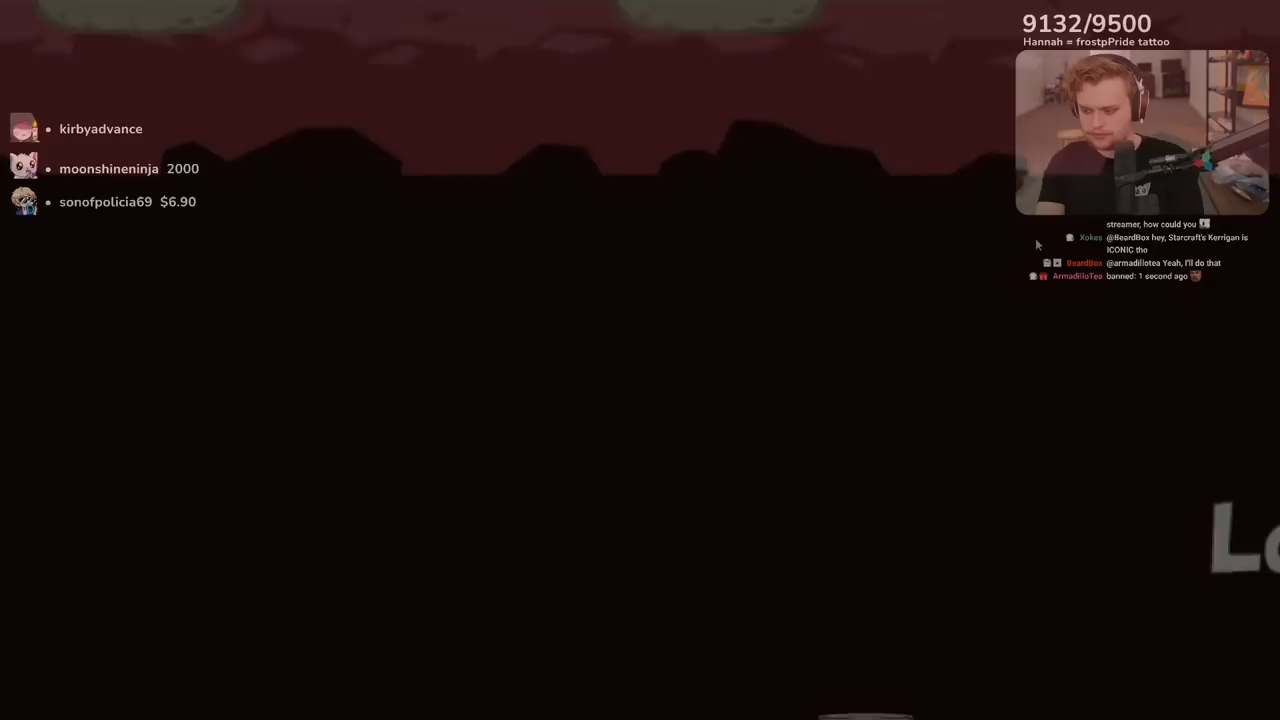 9132/9500
Hannah = frostpPride tattoo
• kirbyadvance
• moonshineninja 2000
• sonofpolicia69 $6.90
streamer, how could you
Xokes @BeardBox hey, Starcraft's Kerrigan is
ICONIC tho
BeardBox @armadillotea Yeah, I'll do that
ArmadilloTea banned: 1 second ago